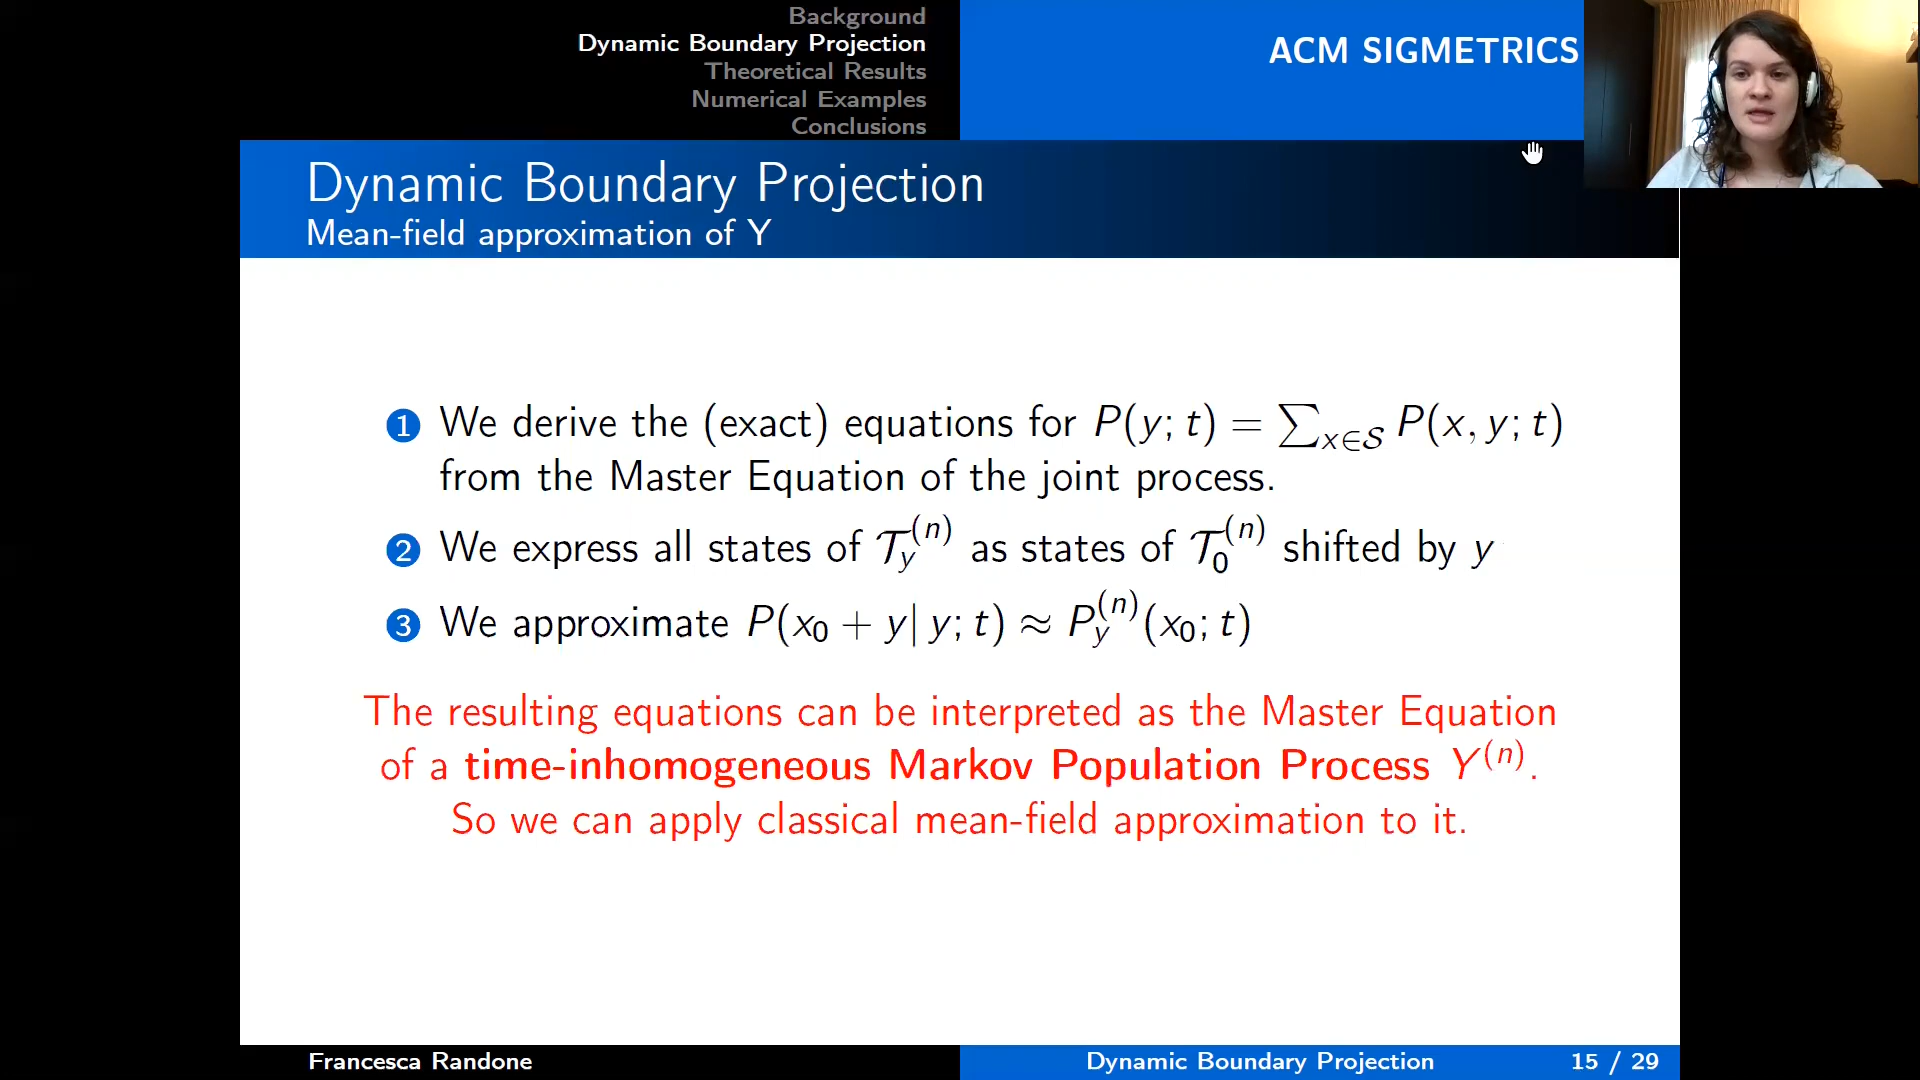 Background
Dynamic Boundary Projection
Theoretical Results
Numerical Examples
Conclusions
ACM SIGMETRICS
Dynamic Boundary Projection
Mean-field approximation of Y
1 We derive the (exact) equations for P(y; t) = ∑_{x∈𝒮} P(x, y; t)
from the Master Equation of the joint process.
2 We express all states of 𝒯_y^{(n)} as states of 𝒯_0^{(n)} shifted by y
3 We approximate P(x₀ + y| y; t) ≈ P_y^{(n)}(x₀; t)
The resulting equations can be interpreted as the Master Equation
of a time-inhomogeneous Markov Population Process Y^{(n)}.
So we can apply classical mean-field approximation to it.
Francesca Randone
Dynamic Boundary Projection
15 / 29